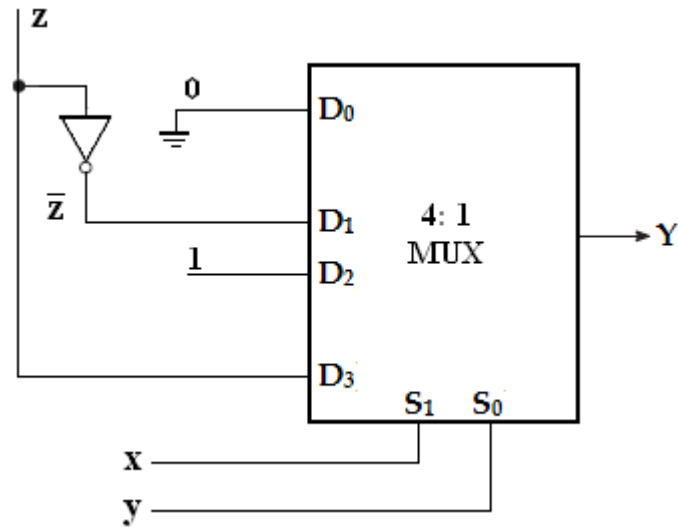 z
0
D₀
z̄
D₁
4: 1
MUX
Y
1
D₂
D₃
S₁ S₀
x
y